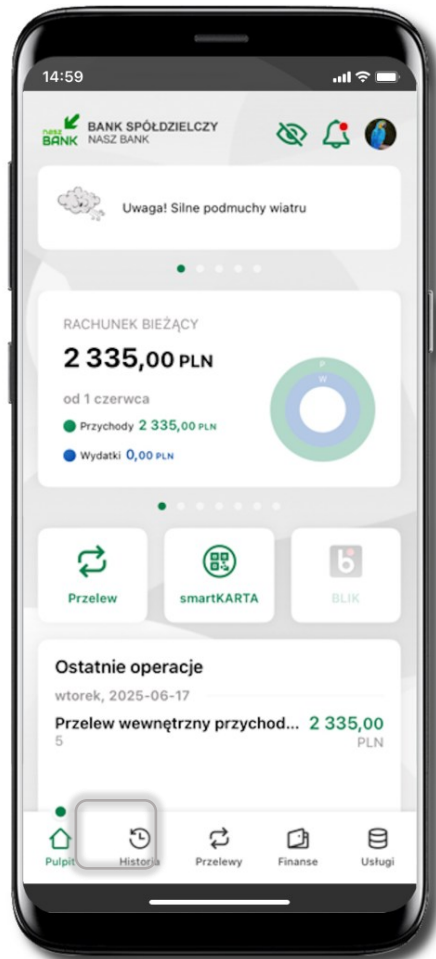 14:59
nasz BANK
BANK SPÓŁDZIELCZY
NASZ BANK
Uwaga! Silne podmuchy wiatru
RACHUNEK BIEŻĄCY
2 335,00 PLN
od 1 czerwca
Przychody 2 335,00 PLN
Wydatki 0,00 PLN
P
W
Przelew
smartKARTA
BLIK
Ostatnie operacje
wtorek, 2025-06-17
Przelew wewnętrzny przychod... 2 335,00
5 PLN
Pulpit Historia Przelewy Finanse Usługi